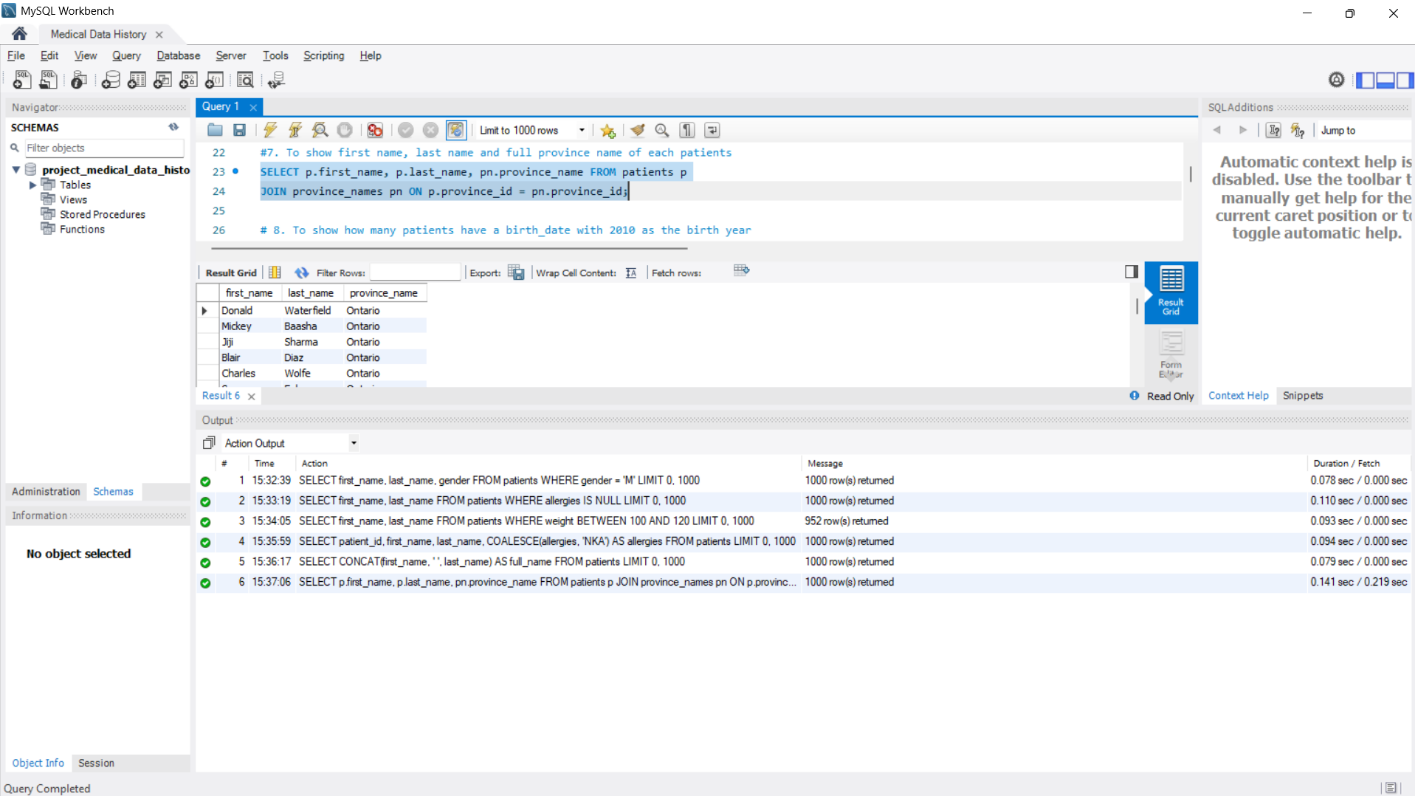 MySQL Workbench
Medical Data History
File Edit View Query Database Server Tools Scripting Help
Navigator
SCHEMAS
Filter objects
project_medical_data_histo
Tables
Views
Stored Procedures
Functions
Administration Schemas
Information
No object selected
Object Info Session
Query Completed
Query 1
Limit to 1000 rows
22 #7. To show first name, last name and full province name of each patients
23 SELECT p.first_name, p.last_name, pn.province_name FROM patients p
24 JOIN province_names pn ON p.province_id = pn.province_id;
25
26 # 8. To show how many patients have a birth_date with 2010 as the birth year
Result Grid Filter Rows: Export: Wrap Cell Content: Fetch rows:
first_name last_name province_name
Donald Waterfield Ontario
Mickey Baasha Ontario
Jiji Sharma Ontario
Blair Diaz Ontario
Charles Wolfe Ontario
Result Grid
Form Editor
Result 6
Read Only
SQLAdditions
Jump to
Automatic context help is
disabled. Use the toolbar t
manually get help for the
current caret position or to
toggle automatic help.
Context Help Snippets
Output
Action Output
# Time Action Message Duration / Fetch
1 15:32:39 SELECT first_name, last_name, gender FROM patients WHERE gender = 'M' LIMIT 0, 1000 1000 row(s) returned 0.078 sec / 0.000 sec
2 15:33:19 SELECT first_name, last_name FROM patients WHERE allergies IS NULL LIMIT 0, 1000 1000 row(s) returned 0.110 sec / 0.000 sec
3 15:34:05 SELECT first_name, last_name FROM patients WHERE weight BETWEEN 100 AND 120 LIMIT 0, 1000 952 row(s) returned 0.093 sec / 0.000 sec
4 15:35:59 SELECT patient_id, first_name, last_name, COALESCE(allergies, 'NKA') AS allergies FROM patients LIMIT 0, 1000 1000 row(s) returned 0.094 sec / 0.000 sec
5 15:36:17 SELECT CONCAT(first_name, ' ', last_name) AS full_name FROM patients LIMIT 0, 1000 1000 row(s) returned 0.079 sec / 0.000 sec
6 15:37:06 SELECT p.first_name, p.last_name, pn.province_name FROM patients p JOIN province_names pn ON p.provinc... 1000 row(s) returned 0.141 sec / 0.219 sec